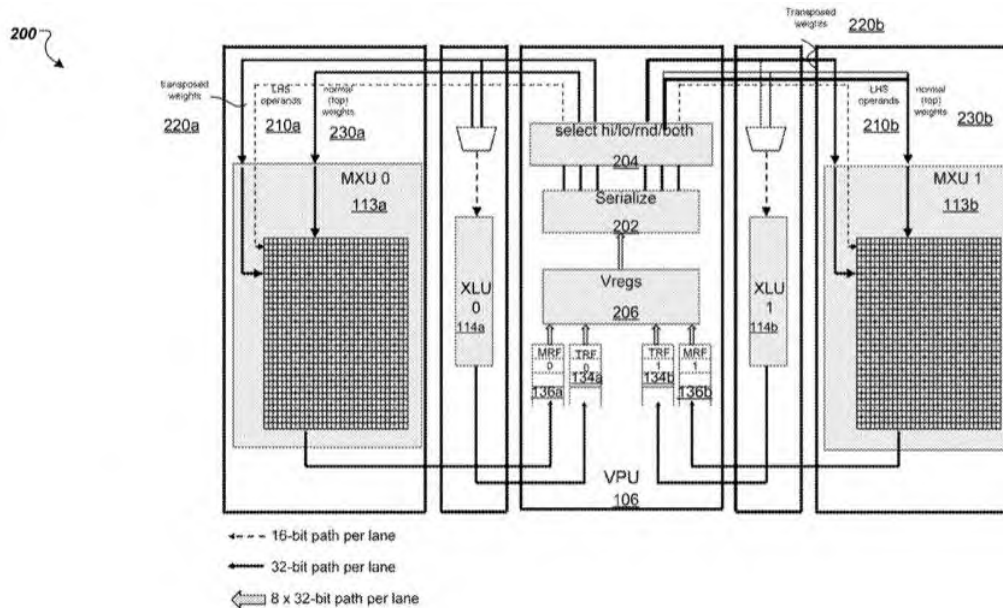 200
Transposed
weights
220b
transposed
weights
220a
LHS
operands
210a
normal
(top)
weights
230a
LHS
operands
210b
normal
(top)
weights
230b
select hi/lo/rnd/both
204
MXU 0
113a
MXU 1
113b
Serialize
202
XLU
0
114a
Vregs
206
XLU
1
114b
MRF
0
136a
TRF
0
134a
TRF
1
134b
MRF
1
136b
VPU
106
16-bit path per lane
32-bit path per lane
8 x 32-bit path per lane